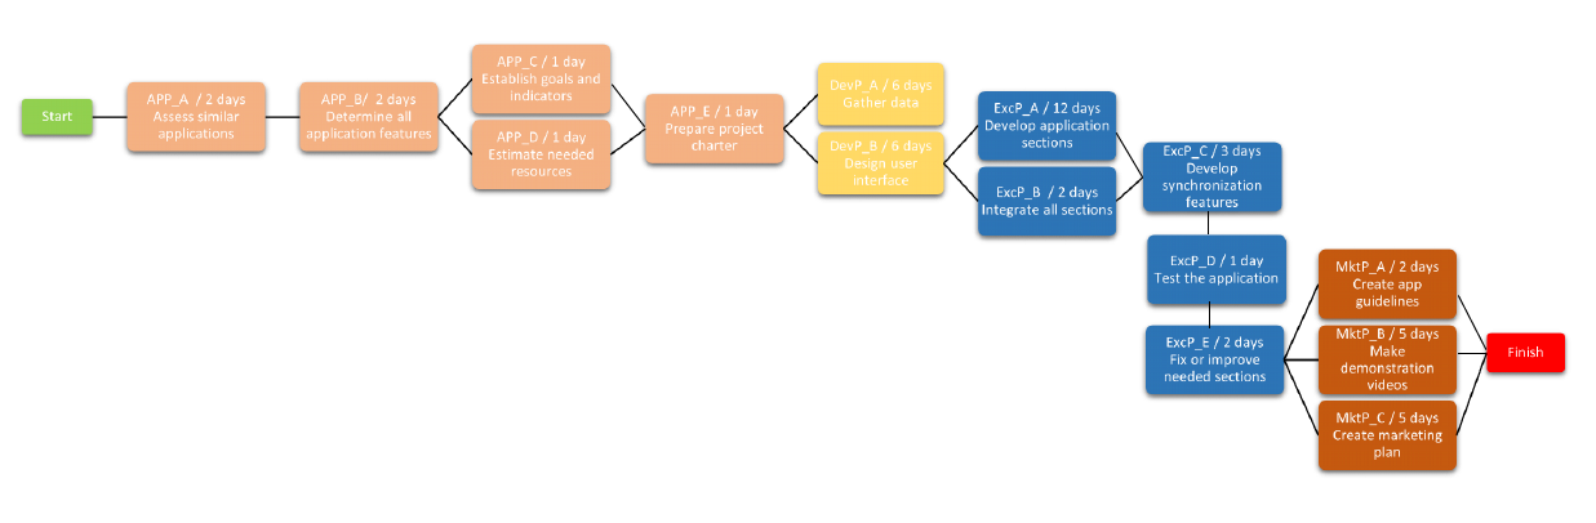 Start
APP_A / 2 days
Assess similar
applications
APP_B/ 2 days
Determine all
application features
APP_C / 1 day
Establish goals and
indicators
APP_D / 1 day
Estimate needed
resources
APP_E / 1 day
Prepare project
charter
DevP_A / 6 days
Gather data
DevP_B / 6 days
Design user
interface
ExcP_A / 12 days
Develop application
sections
ExcP_B / 2 days
Integrate all sections
ExcP_C / 3 days
Develop
synchronization
features
ExcP_D / 1 day
Test the application
ExcP_E / 2 days
Fix or improve
needed sections
MktP_A / 2 days
Create app
guidelines
MktP_B / 5 days
Make
demonstration
videos
MktP_C / 5 days
Create marketing
plan
Finish